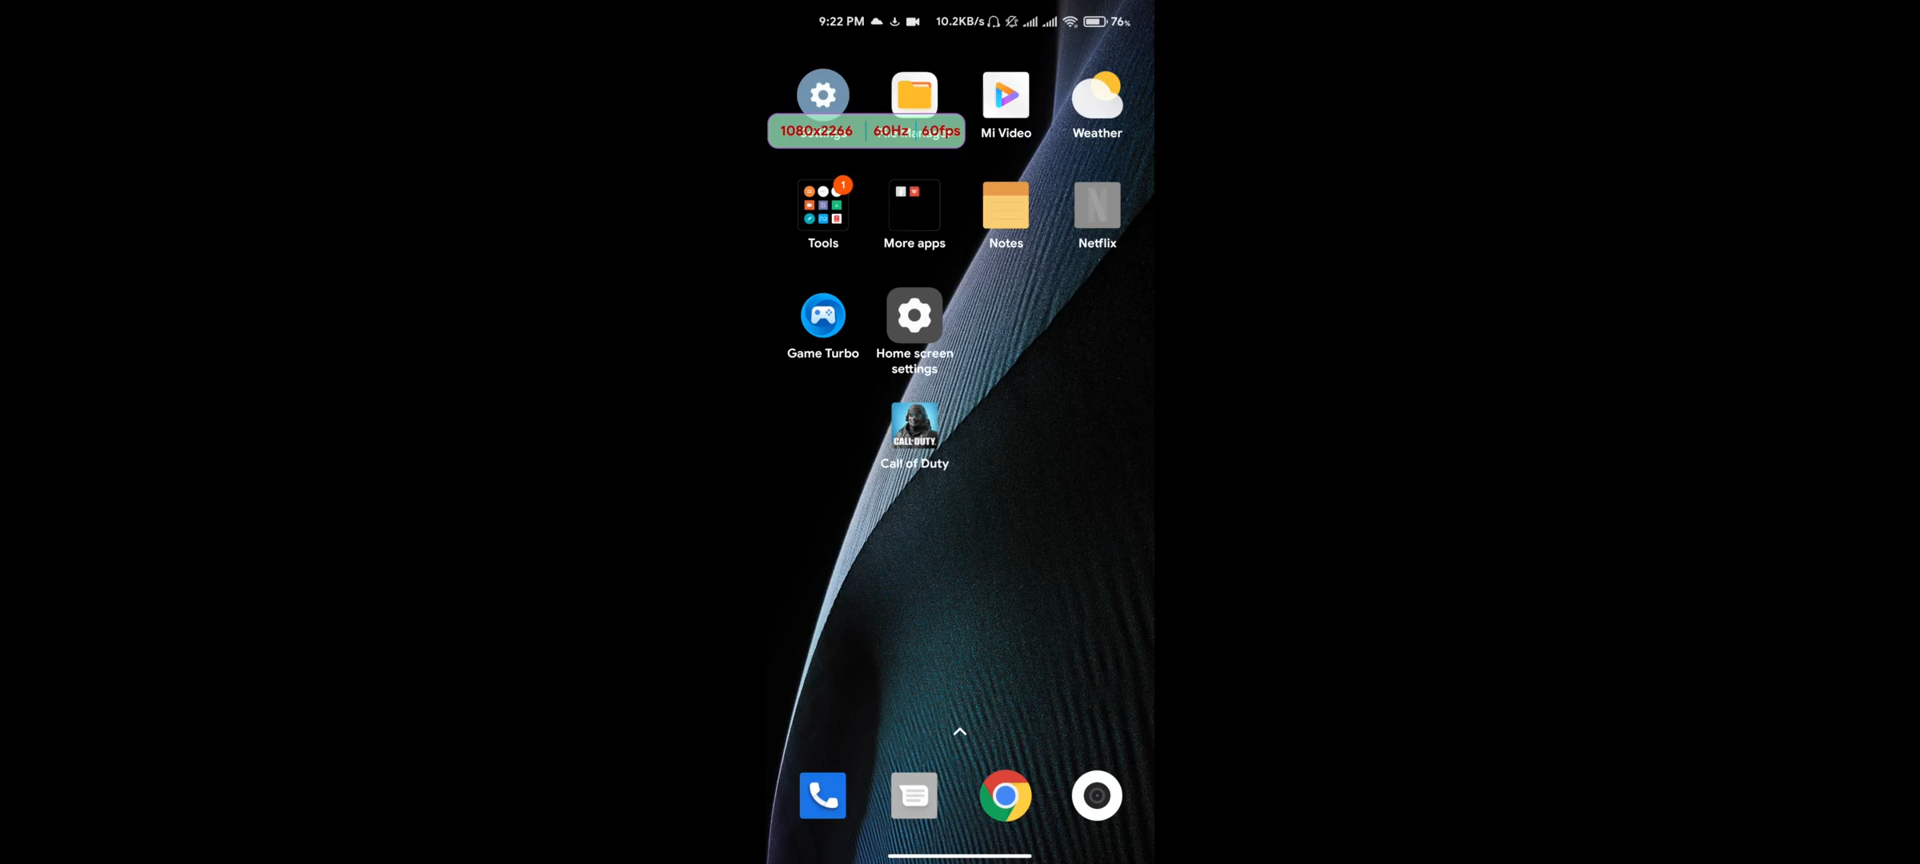 9:22 PM 10.2KB/s 76%
1080x2266 60Hz 60fps
Mi Video
Weather
1
Tools
More apps
Notes
N
Netflix
Game Turbo
Home screen
settings
CALL DUTY
Call of Duty